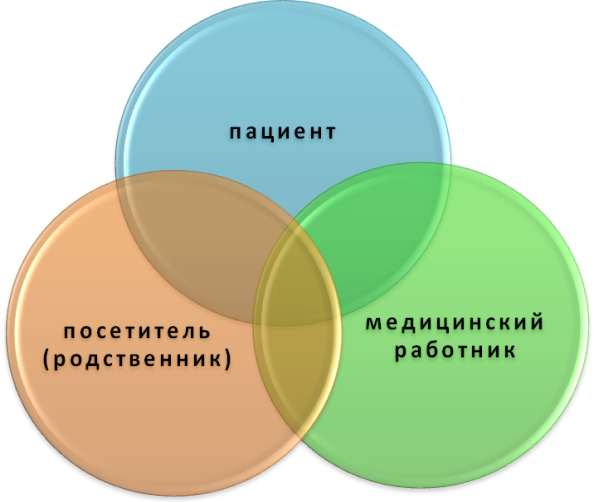 пациент
посетитель
(родственник)
медицинский
работник